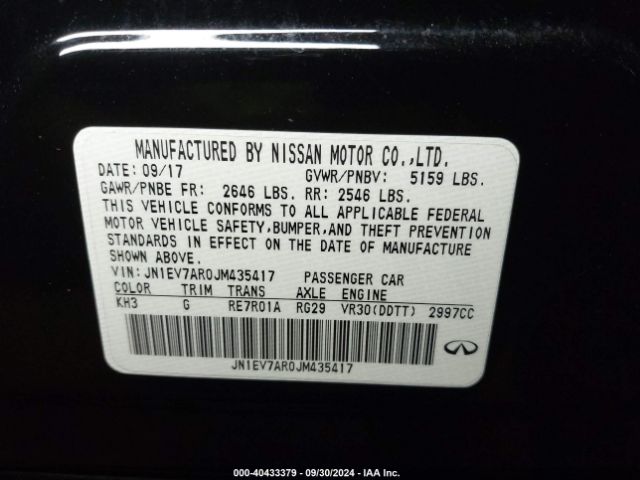 MANUFACTURED BY NISSAN MOTOR CO.,LTD.
DATE: 09/17 GVWR/PNBV: 5159 LBS.
GAWR/PNBE FR: 2646 LBS. RR: 2546 LBS.
THIS VEHICLE CONFORMS TO ALL APPLICABLE FEDERAL
MOTOR VEHICLE SAFETY,BUMPER,AND THEFT PREVENTION
STANDARDS IN EFFECT ON THE DATE OF MANUFACTURE
SHOWN ABOVE.
VIN:JN1EV7AR0JM435417 PASSENGER CAR
COLOR TRIM TRANS AXLE ENGINE
KH3 G RE7R01A RG29 VR30(DDTT) 2997CC
JN1EV7AR0JM435417
INFINITI
000-40433379 - 09/30/2024 - IAA Inc.